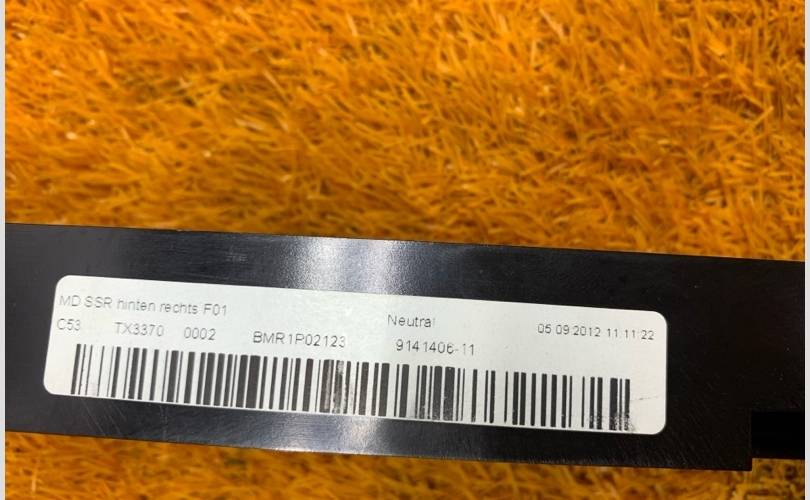 MD SSR hinten rechts F01
Neutral 05.09.2012 11:11:22
C53 TX3370 0002 BMR1P02123 9141406-11